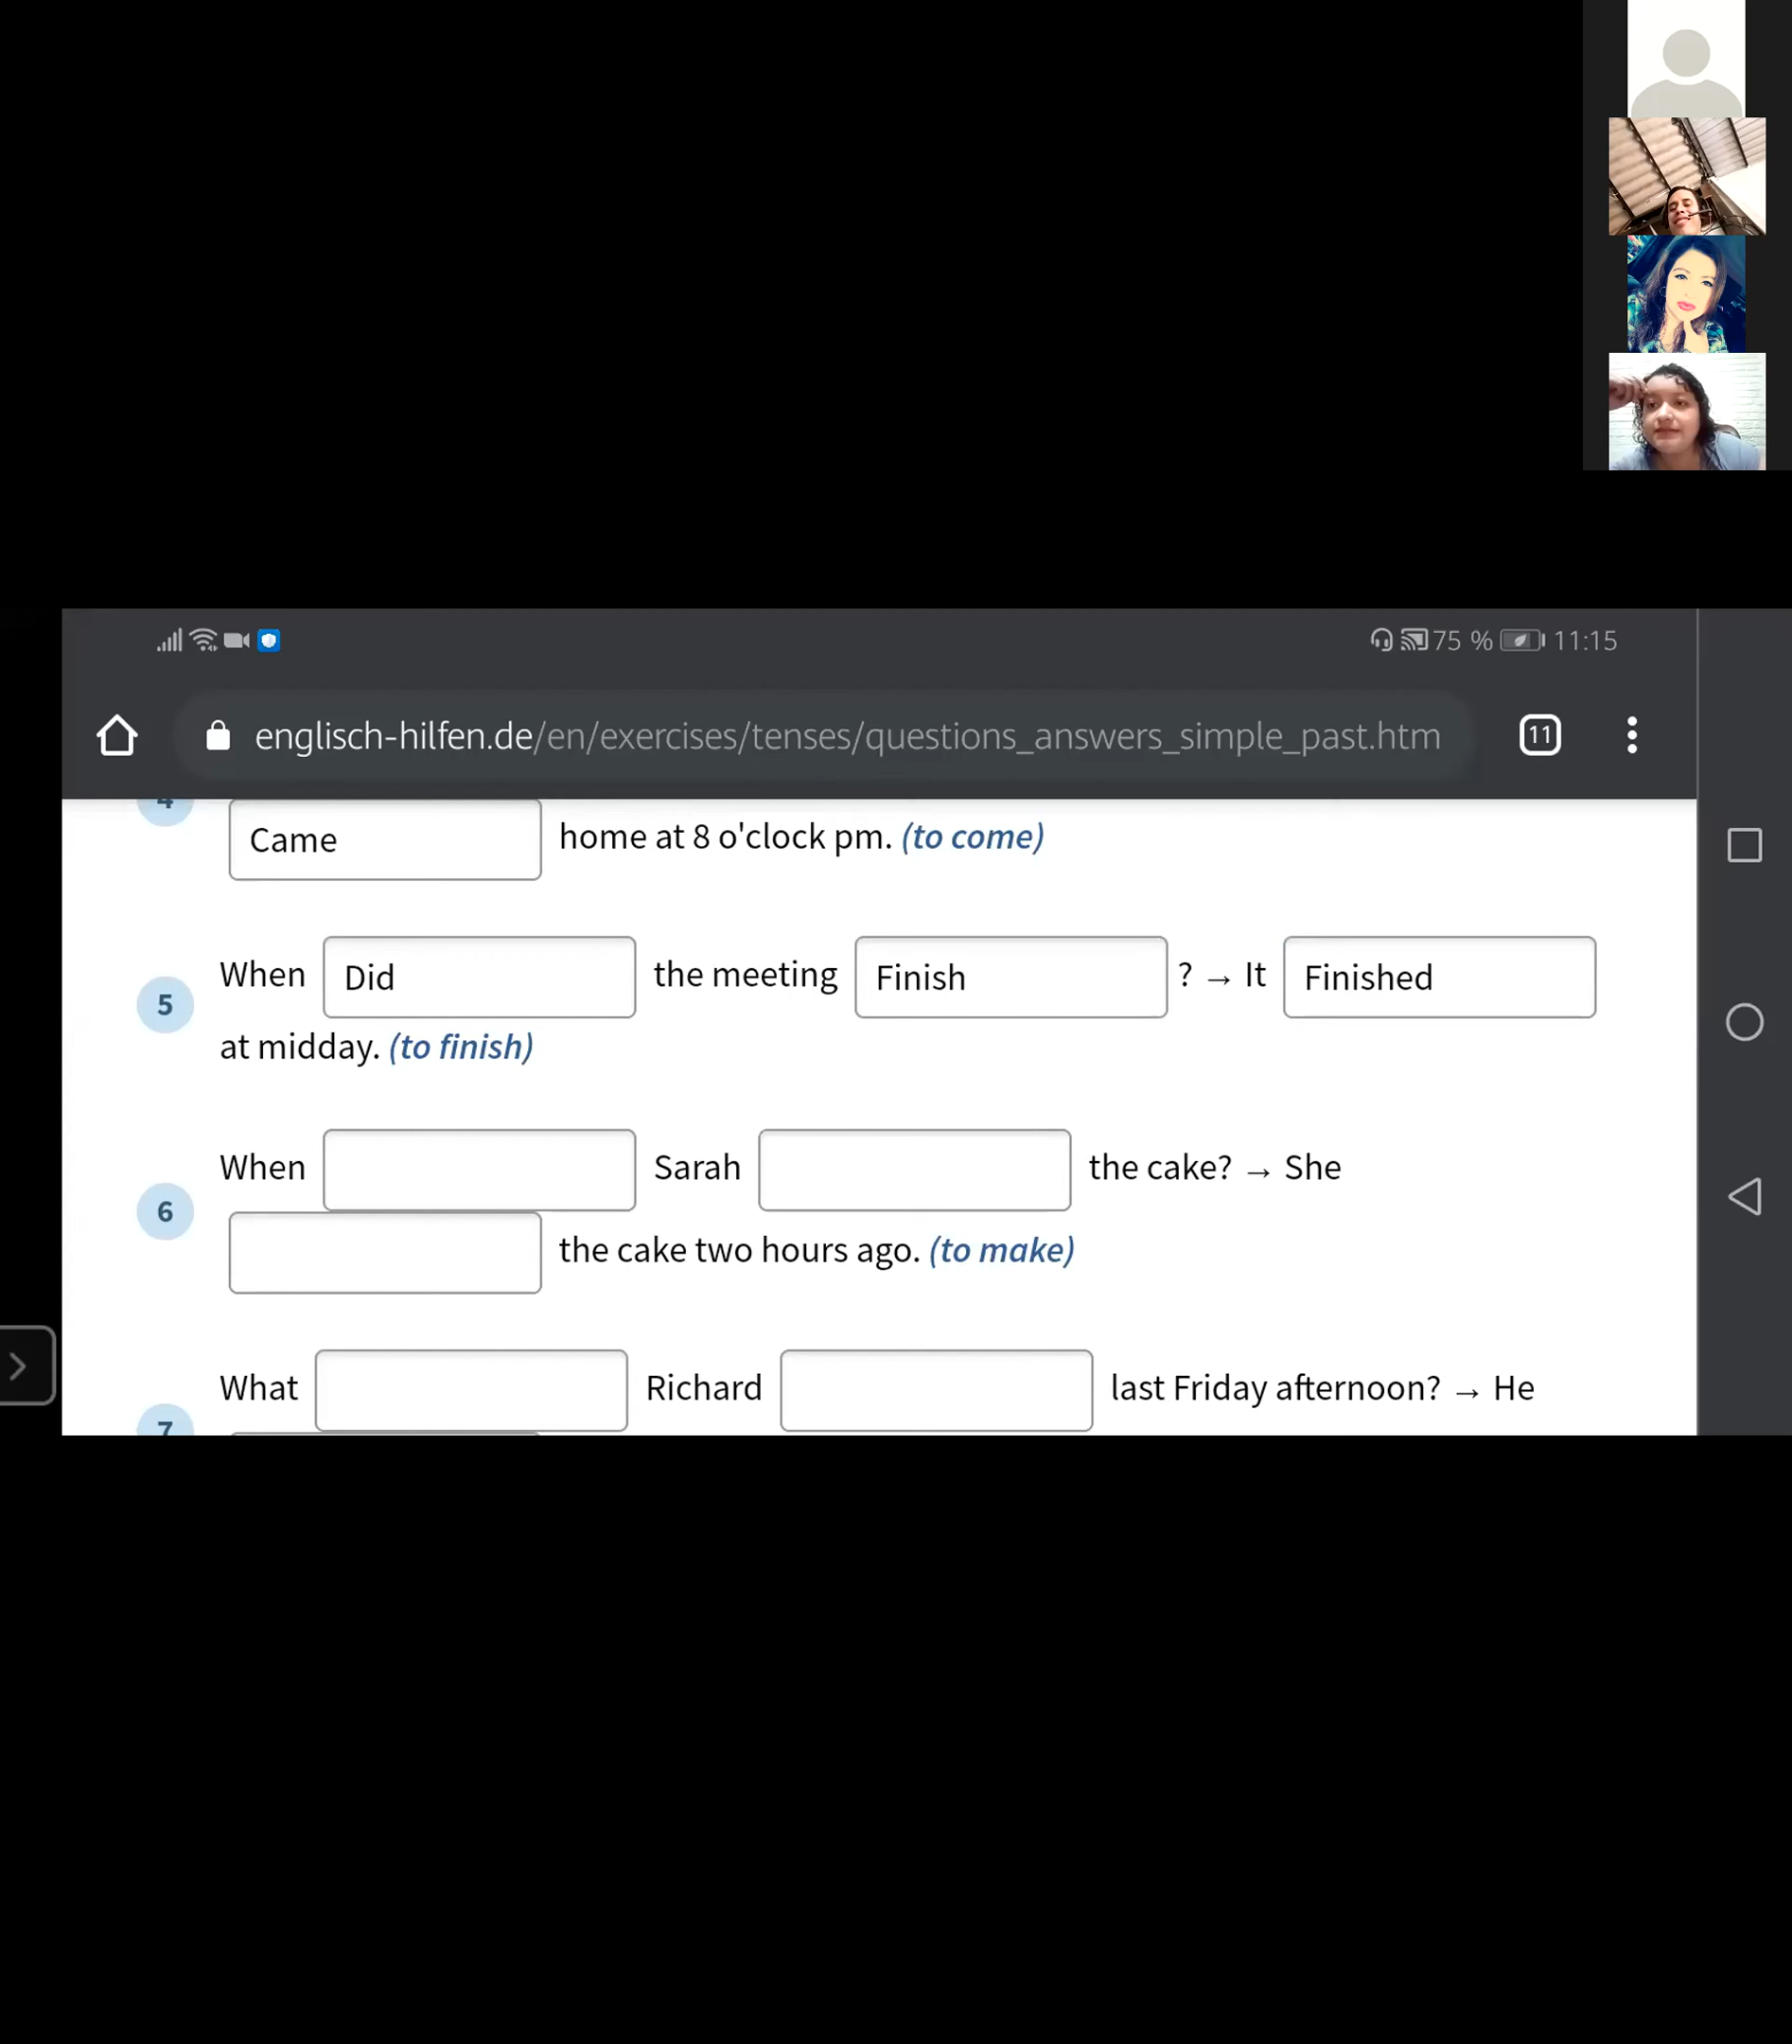 75 % 11:15
englisch-hilfen.de/en/exercises/tenses/questions_answers_simple_past.htm 11
4 Came home at 8 o'clock pm. (to come)
5 When Did the meeting Finish ? → It Finished
at midday. (to finish)
6 When Sarah the cake? → She
the cake two hours ago. (to make)
7 What Richard last Friday afternoon? → He